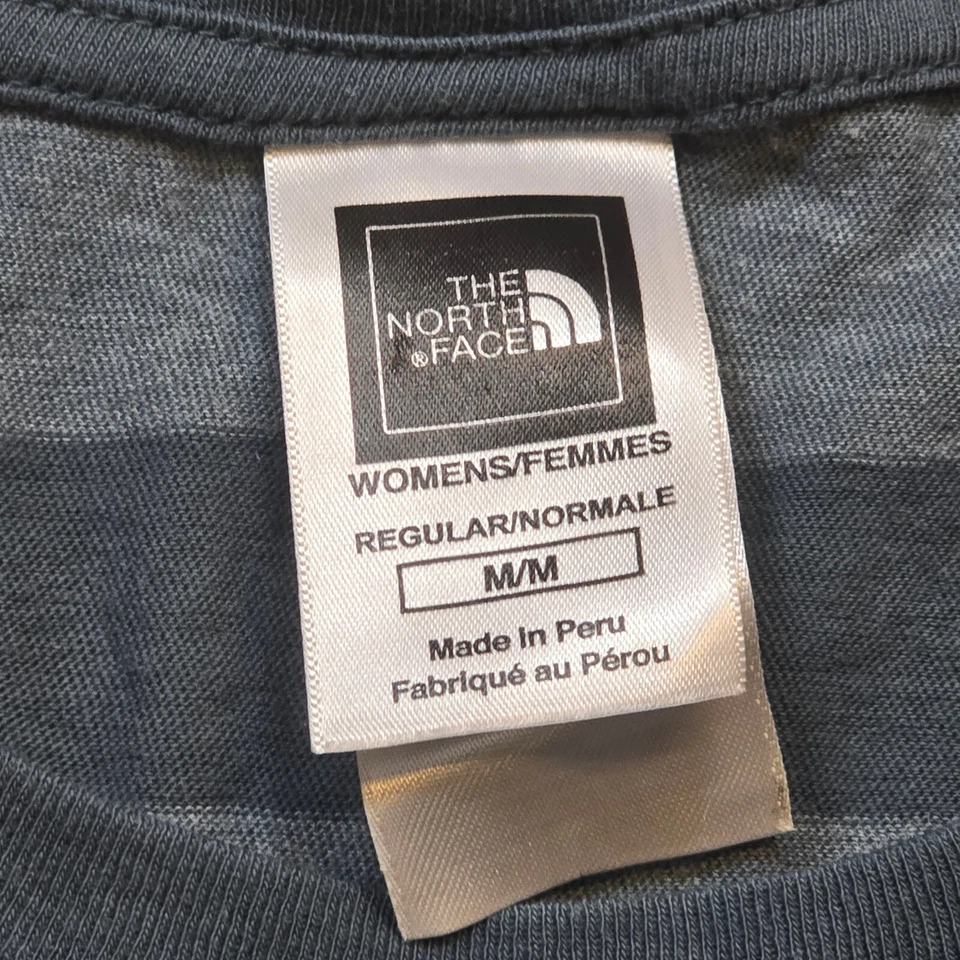 THE
NORTH
®FACE
WOMENS/FEMMES
REGULAR/NORMALE
M/M
Made In Peru
Fabriqué au Pérou